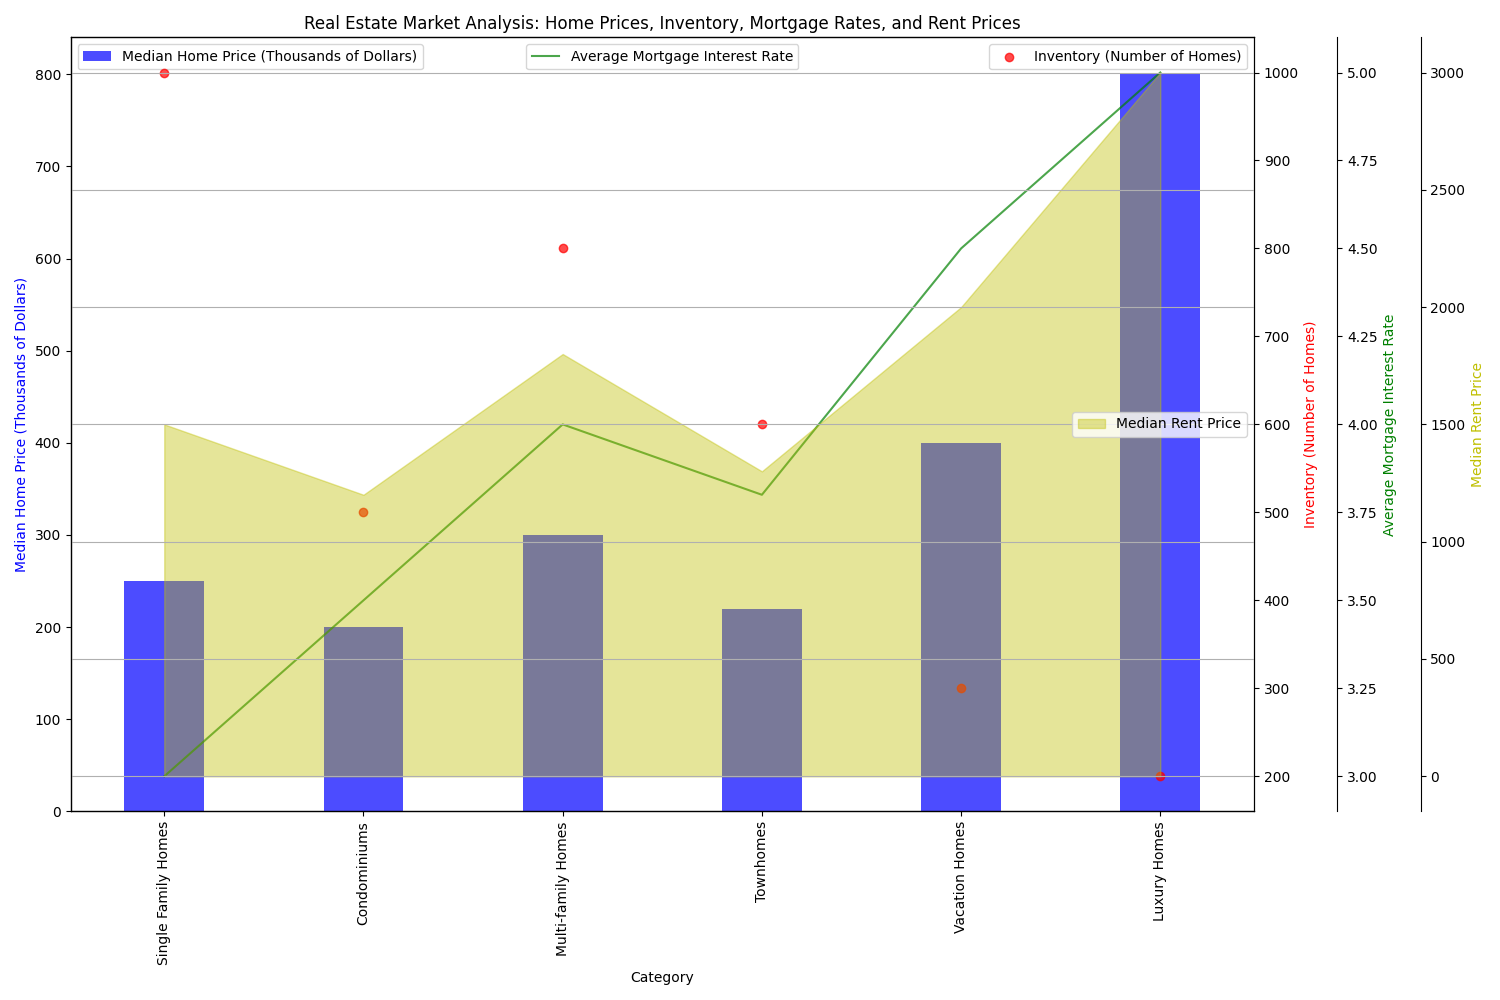 Real Estate Market Analysis: Home Prices, Inventory, Mortgage Rates, and Rent Prices
Median Home Price (Thousands of Dollars)
Average Mortgage Interest Rate
Inventory (Number of Homes)
Median Rent Price
Median Home Price (Thousands of Dollars)
800
700
600
500
400
300
200
100
0
1000
900
800
700
600
500
400
300
200
Inventory (Number of Homes)
5.00
4.75
4.50
4.25
4.00
3.75
3.50
3.25
3.00
Average Mortgage Interest Rate
3000
2500
2000
1500
1000
500
0
Median Rent Price
Single Family Homes
Condominiums
Multi-family Homes
Townhomes
Vacation Homes
Luxury Homes
Category